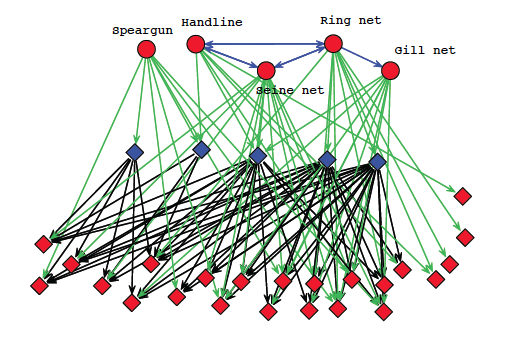 Speargun
Handline
Ring net
Gill net
Seine net